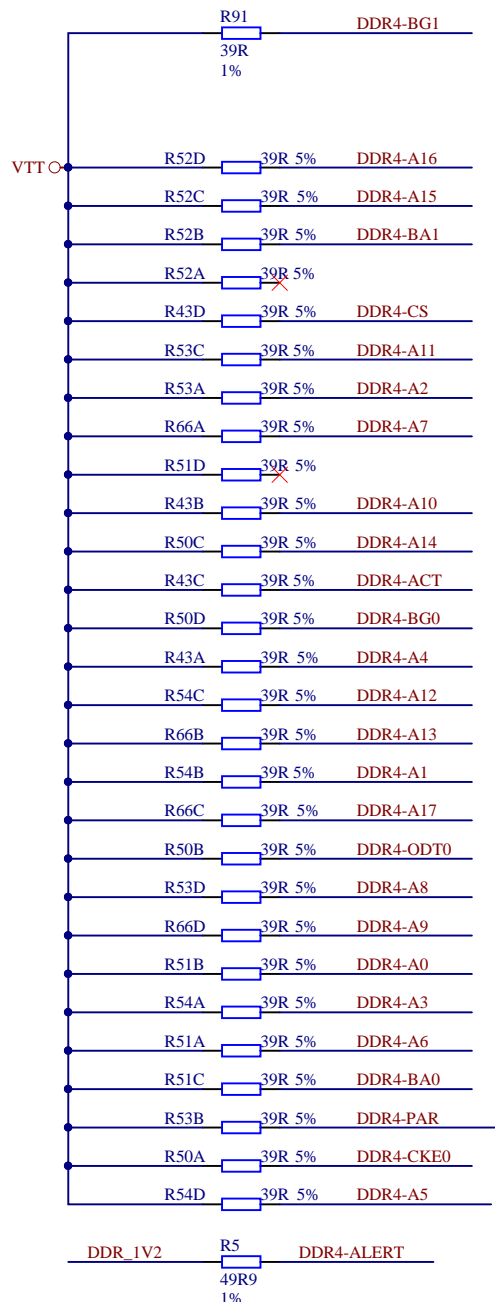 R91 DDR4-BG1
39R
1%
VTT R52D 39R 5% DDR4-A16
R52C 39R 5% DDR4-A15
R52B 39R 5% DDR4-BA1
R52A 39R 5%
R43D 39R 5% DDR4-CS
R53C 39R 5% DDR4-A11
R53A 39R 5% DDR4-A2
R66A 39R 5% DDR4-A7
R51D 39R 5%
R43B 39R 5% DDR4-A10
R50C 39R 5% DDR4-A14
R43C 39R 5% DDR4-ACT
R50D 39R 5% DDR4-BG0
R43A 39R 5% DDR4-A4
R54C 39R 5% DDR4-A12
R66B 39R 5% DDR4-A13
R54B 39R 5% DDR4-A1
R66C 39R 5% DDR4-A17
R50B 39R 5% DDR4-ODT0
R53D 39R 5% DDR4-A8
R66D 39R 5% DDR4-A9
R51B 39R 5% DDR4-A0
R54A 39R 5% DDR4-A3
R51A 39R 5% DDR4-A6
R51C 39R 5% DDR4-BA0
R53B 39R 5% DDR4-PAR
R50A 39R 5% DDR4-CKE0
R54D 39R 5% DDR4-A5
DDR_1V2 R5 DDR4-ALERT
49R9
1%